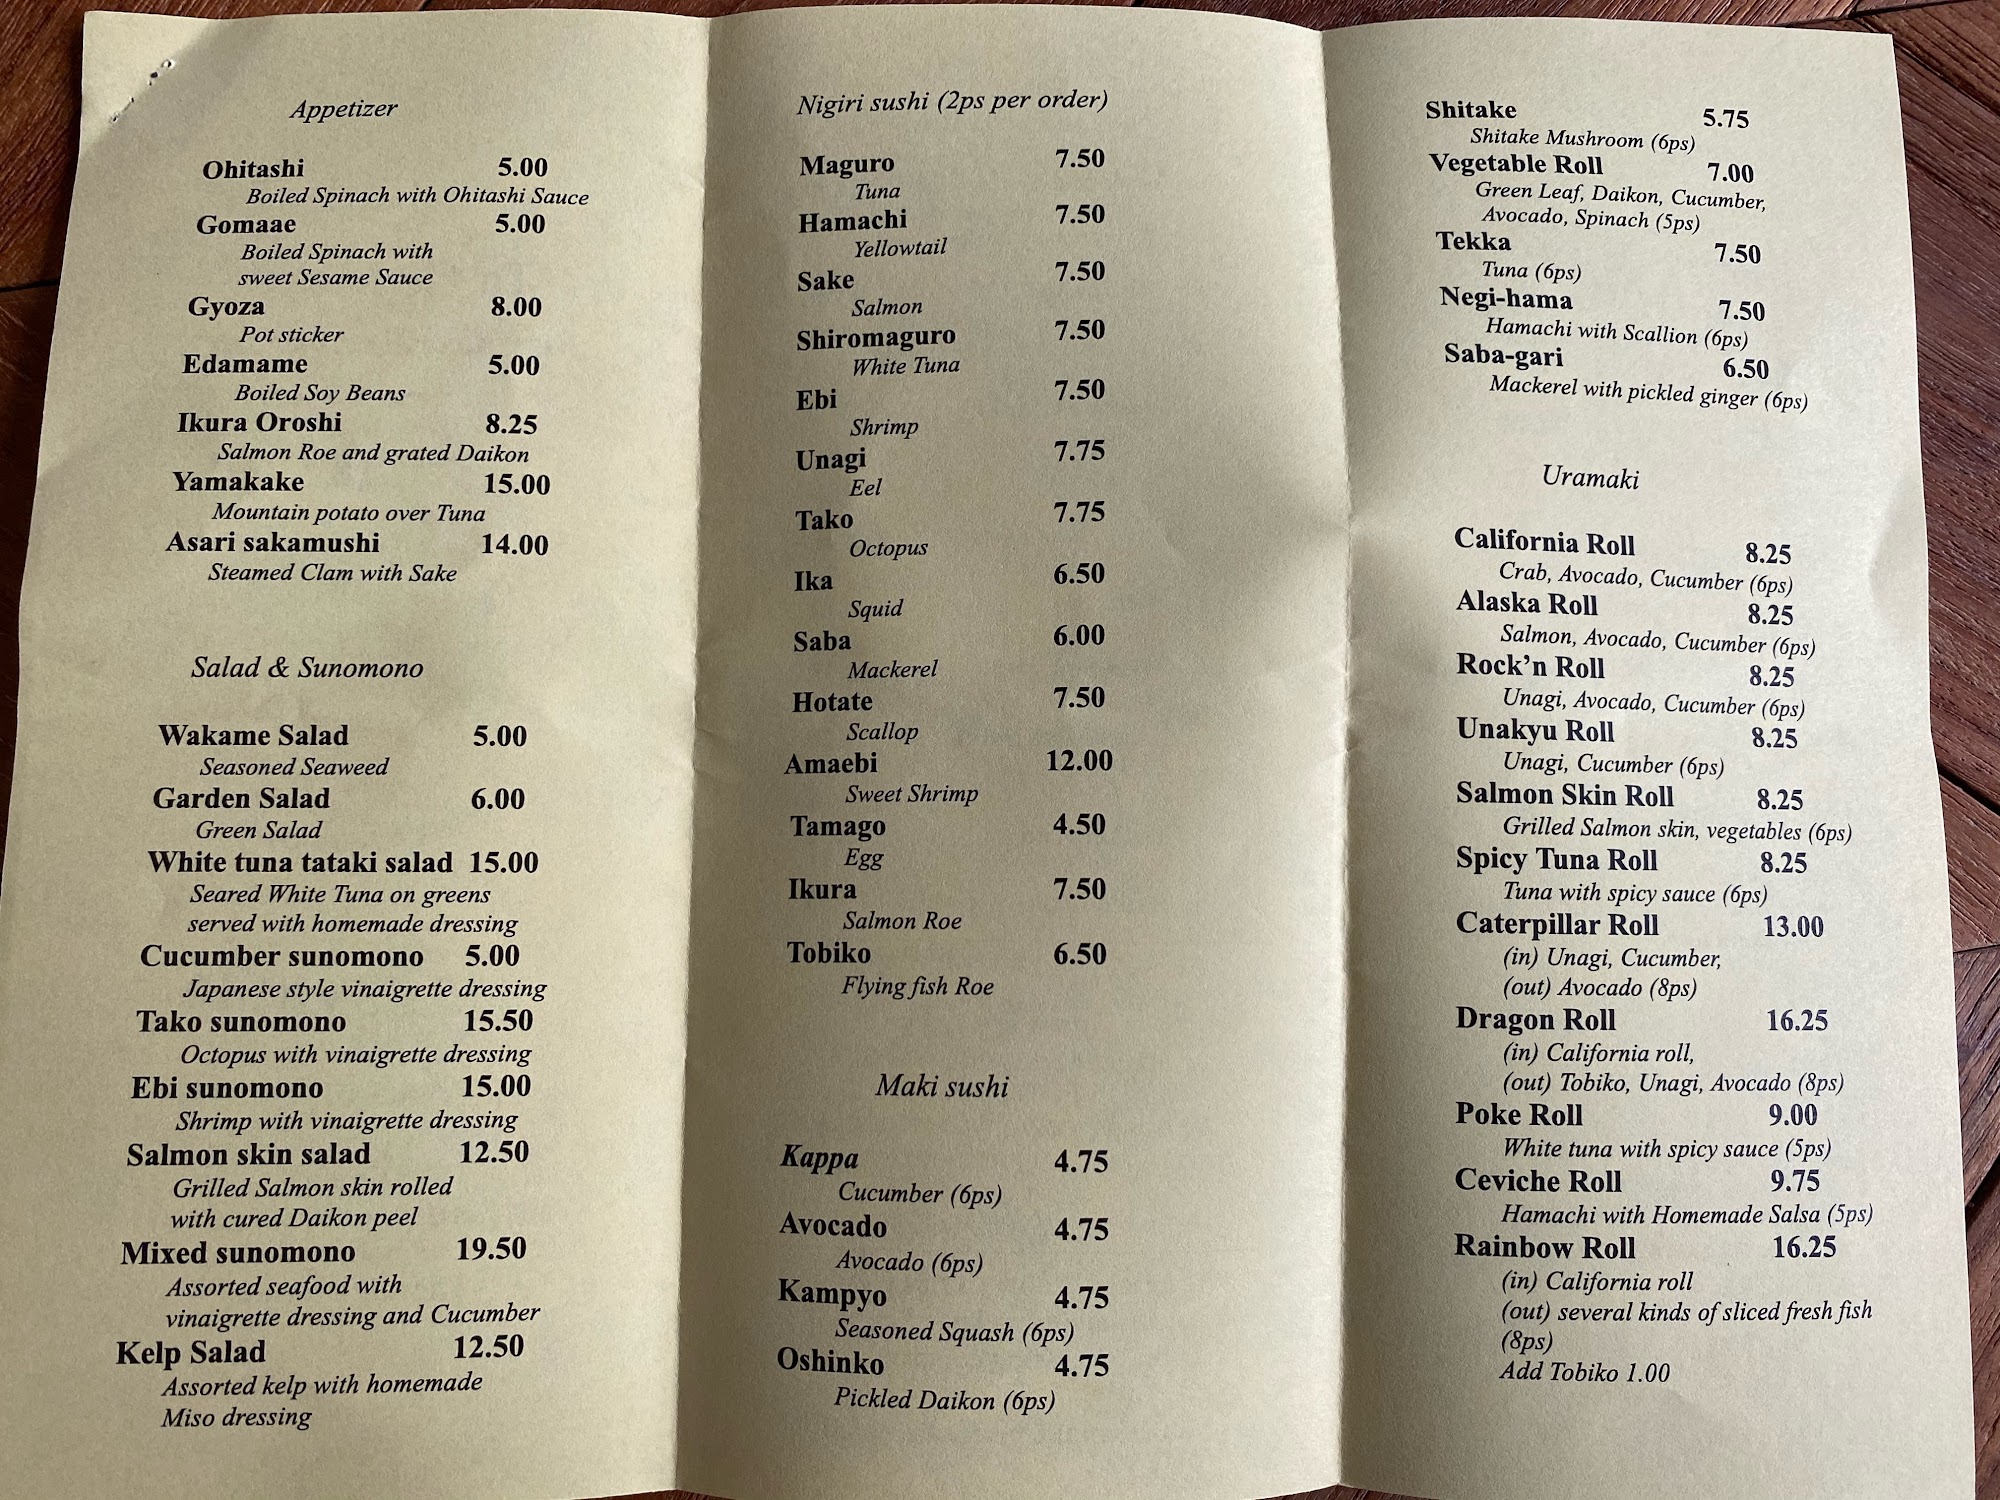 Appetizer
Ohitashi 5.00
Boiled Spinach with Ohitashi Sauce
Gomaae 5.00
Boiled Spinach with
sweet Sesame Sauce
Gyoza 8.00
Pot sticker
Edamame 5.00
Boiled Soy Beans
Ikura Oroshi 8.25
Salmon Roe and grated Daikon
Yamakake 15.00
Mountain potato over Tuna
Asari sakamushi 14.00
Steamed Clam with Sake
Salad & Sunomono
Wakame Salad 5.00
Seasoned Seaweed
Garden Salad 6.00
Green Salad
White tuna tataki salad 15.00
Seared White Tuna on greens
served with homemade dressing
Cucumber sunomono 5.00
Japanese style vinaigrette dressing
Tako sunomono 15.50
Octopus with vinaigrette dressing
Ebi sunomono 15.00
Shrimp with vinaigrette dressing
Salmon skin salad 12.50
Grilled Salmon skin rolled
with cured Daikon peel
Mixed sunomono 19.50
Assorted seafood with
vinaigrette dressing and Cucumber
Kelp Salad 12.50
Assorted kelp with homemade
Miso dressing
Nigiri sushi (2ps per order)
Maguro 7.50
Tuna
Hamachi 7.50
Yellowtail
Sake 7.50
Salmon
Shiromaguro 7.50
White Tuna
Ebi 7.50
Shrimp
Unagi 7.75
Eel
Tako 7.75
Octopus
Ika 6.50
Squid
Saba 6.00
Mackerel
Hotate 7.50
Scallop
Amaebi 12.00
Sweet Shrimp
Tamago 4.50
Egg
Ikura 7.50
Salmon Roe
Tobiko 6.50
Flying fish Roe
Maki sushi
Kappa 4.75
Cucumber (6ps)
Avocado 4.75
Avocado (6ps)
Kampyo 4.75
Seasoned Squash (6ps)
Oshinko 4.75
Pickled Daikon (6ps)
Shitake 5.75
Shitake Mushroom (6ps)
Vegetable Roll 7.00
Green Leaf, Daikon, Cucumber,
Avocado, Spinach (5ps)
Tekka 7.50
Tuna (6ps)
Negi-hama 7.50
Hamachi with Scallion (6ps)
Saba-gari 6.50
Mackerel with pickled ginger (6ps)
Uramaki
California Roll 8.25
Crab, Avocado, Cucumber (6ps)
Alaska Roll 8.25
Salmon, Avocado, Cucumber (6ps)
Rock'n Roll 8.25
Unagi, Avocado, Cucumber (6ps)
Unakyu Roll 8.25
Unagi, Cucumber (6ps)
Salmon Skin Roll 8.25
Grilled Salmon skin, vegetables (6ps)
Spicy Tuna Roll 8.25
Tuna with spicy sauce (6ps)
Caterpillar Roll 13.00
(in) Unagi, Cucumber,
(out) Avocado (8ps)
Dragon Roll 16.25
(in) California roll,
(out) Tobiko, Unagi, Avocado (8ps)
Poke Roll 9.00
White tuna with spicy sauce (5ps)
Ceviche Roll 9.75
Hamachi with Homemade Salsa (5ps)
Rainbow Roll 16.25
(in) California roll
(out) several kinds of sliced fresh fish
(8ps)
Add Tobiko 1.00